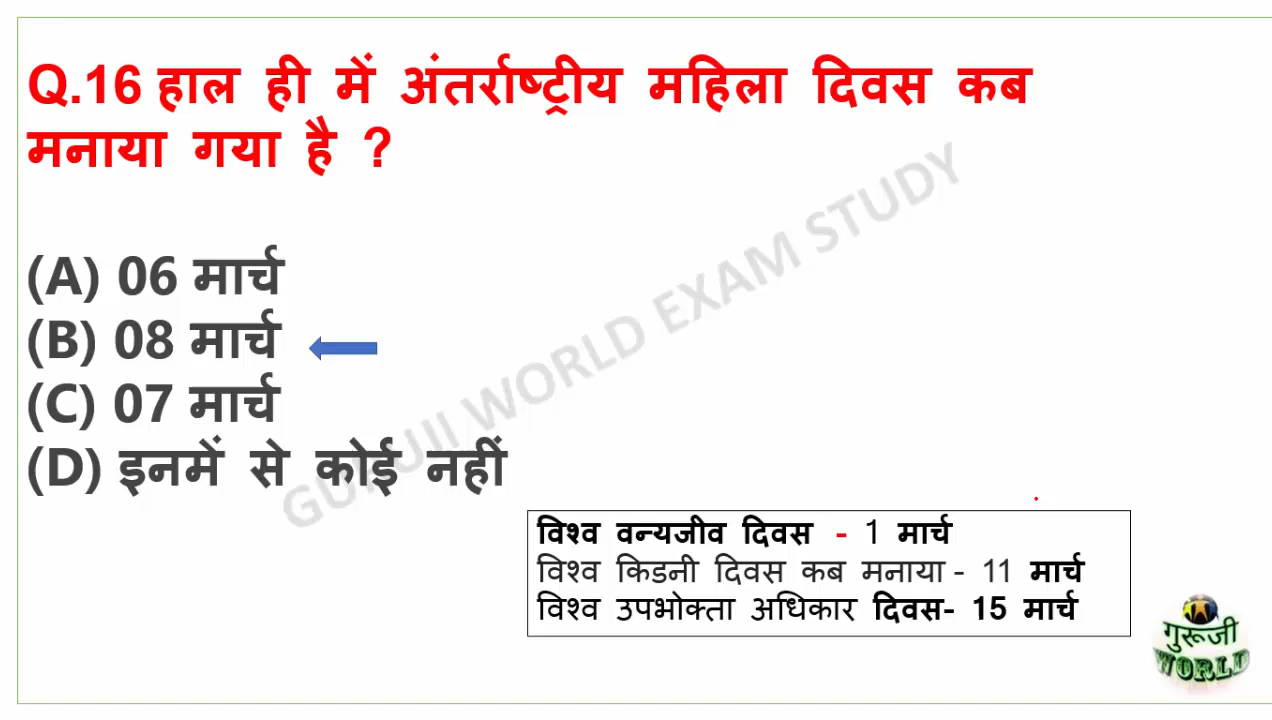 Q.16 हाल ही में अंतर्राष्ट्रीय महिला दिवस कब
मनाया गया है ?
(A) 06 मार्च
(B) 08 मार्च
(C) 07 मार्च
(D) इनमें से कोई नहीं
GURUJI WORLD EXAM STUDY
विश्व वन्यजीव दिवस - 1 मार्च
विश्व किडनी दिवस कब मनाया - 11 मार्च
विश्व उपभोक्ता अधिकार दिवस- 15 मार्च
गुरूजी
WORLD